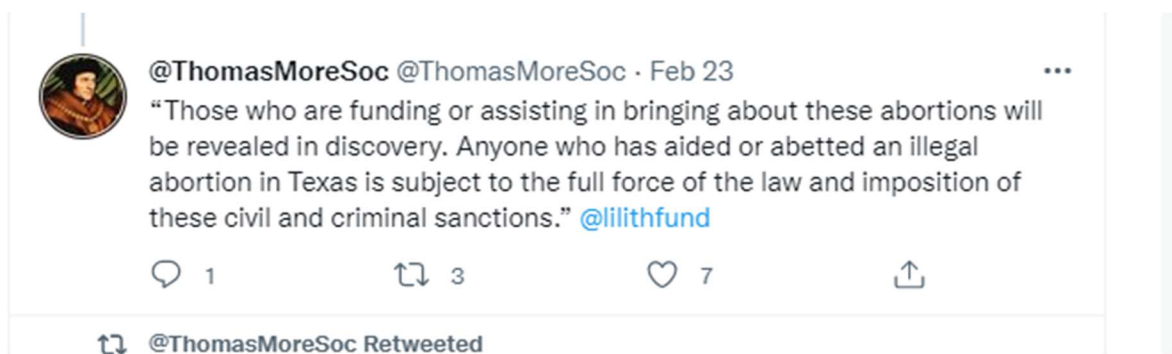 @ThomasMoreSoc @ThomasMoreSoc · Feb 23
“Those who are funding or assisting in bringing about these abortions will
be revealed in discovery. Anyone who has aided or abetted an illegal
abortion in Texas is subject to the full force of the law and imposition of
these civil and criminal sanctions.” @lilithfund
1 3 7
@ThomasMoreSoc Retweeted